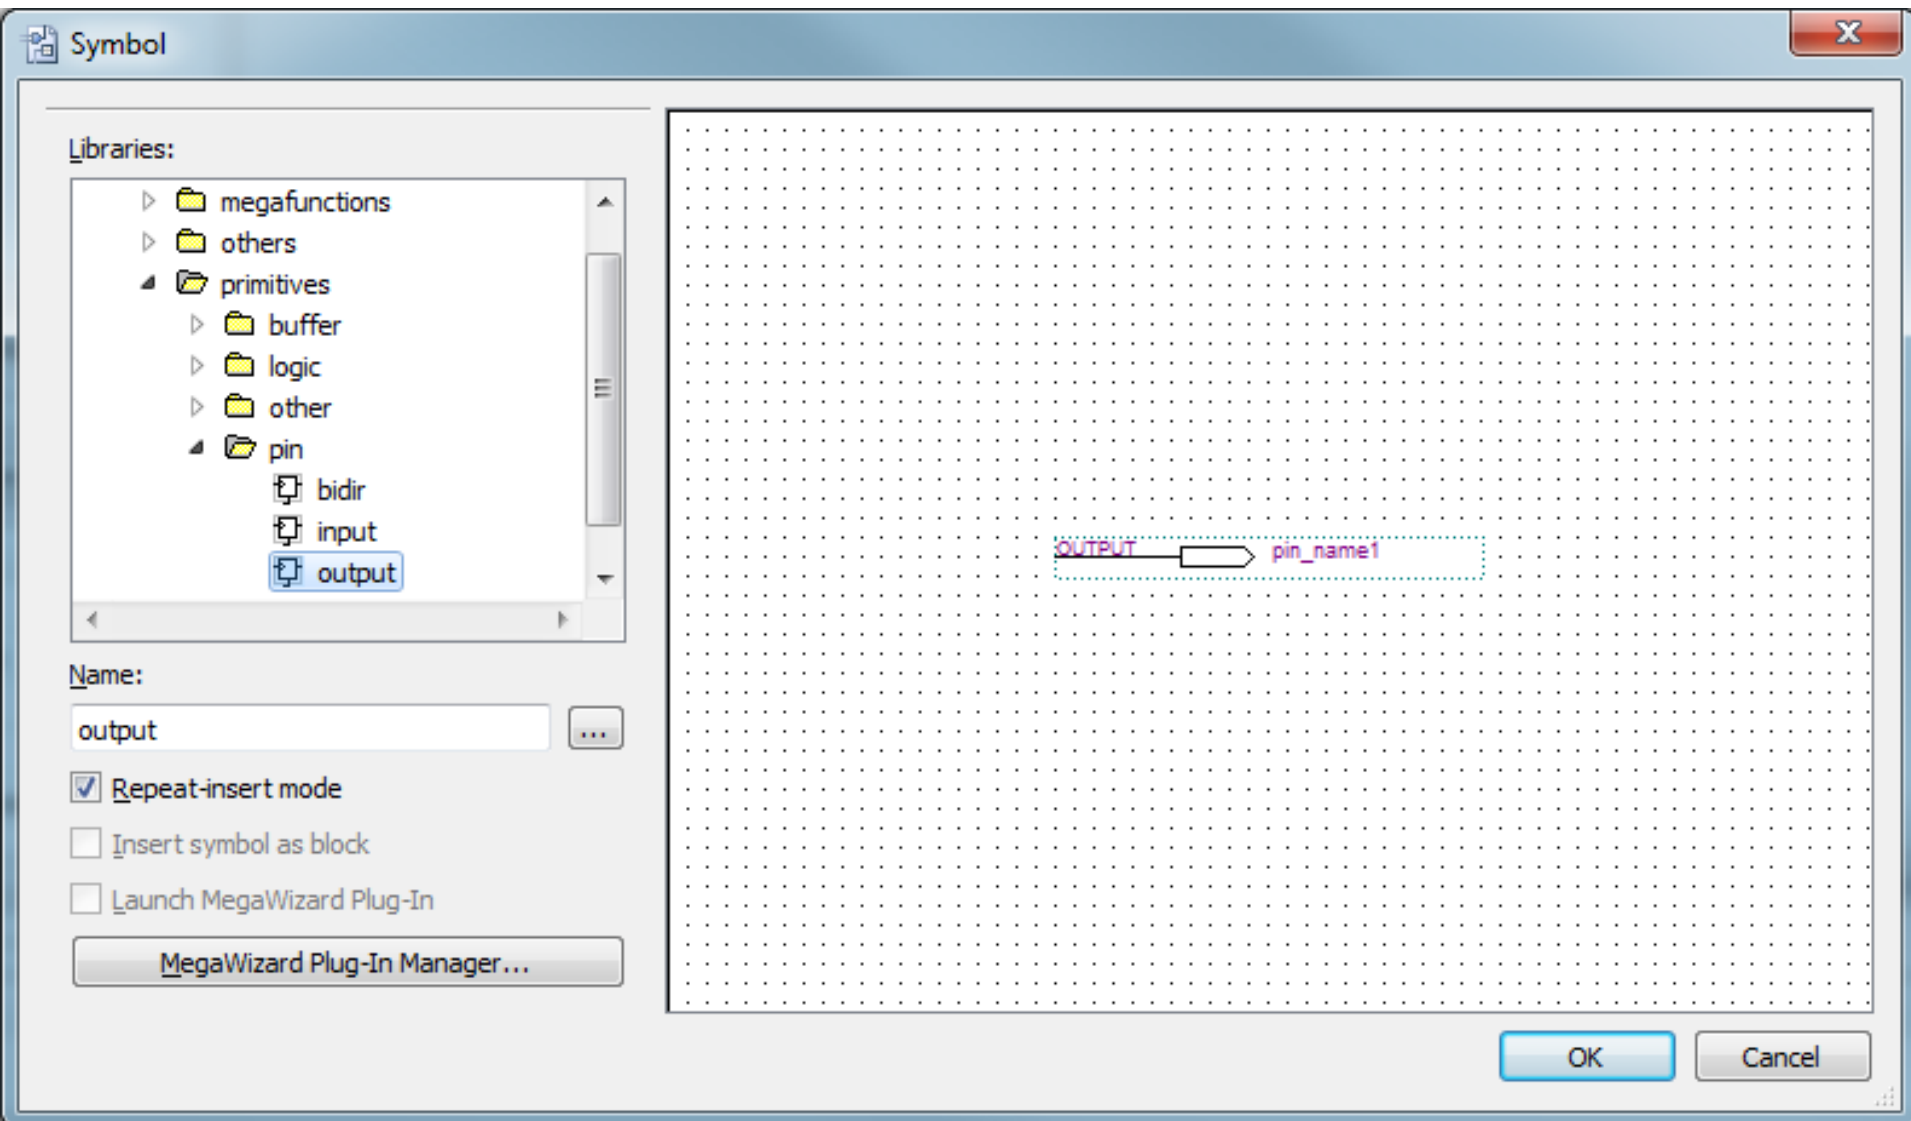 Symbol
Libraries:
megafunctions
others
primitives
buffer
logic
other
pin
bidir
input
output
Name:
output
...
Repeat-insert mode
Insert symbol as block
Launch MegaWizard Plug-In
MegaWizard Plug-In Manager...
OUTPUT pin_name1
OK Cancel